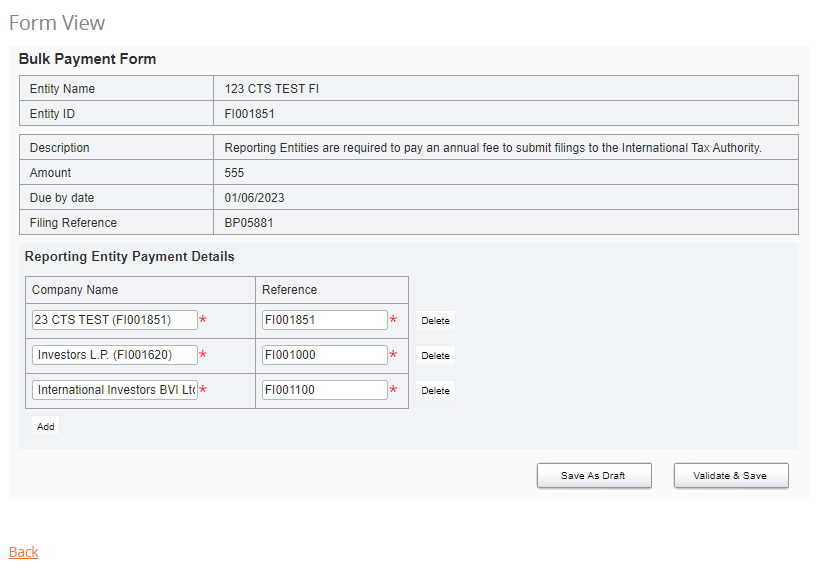 Form View
Bulk Payment Form
Entity Name 123 CTS TEST FI
Entity ID FI001851
Description Reporting Entities are required to pay an annual fee to submit filings to the International Tax Authority.
Amount 555
Due by date 01/06/2023
Filing Reference BP05881
Reporting Entity Payment Details
Company Name Reference
23 CTS TEST (FI001851) * FI001851 * Delete
Investors L.P. (FI001620) * FI001000 * Delete
International Investors BVI Ltd * FI001100 * Delete
Add
Save As Draft Validate & Save
Back